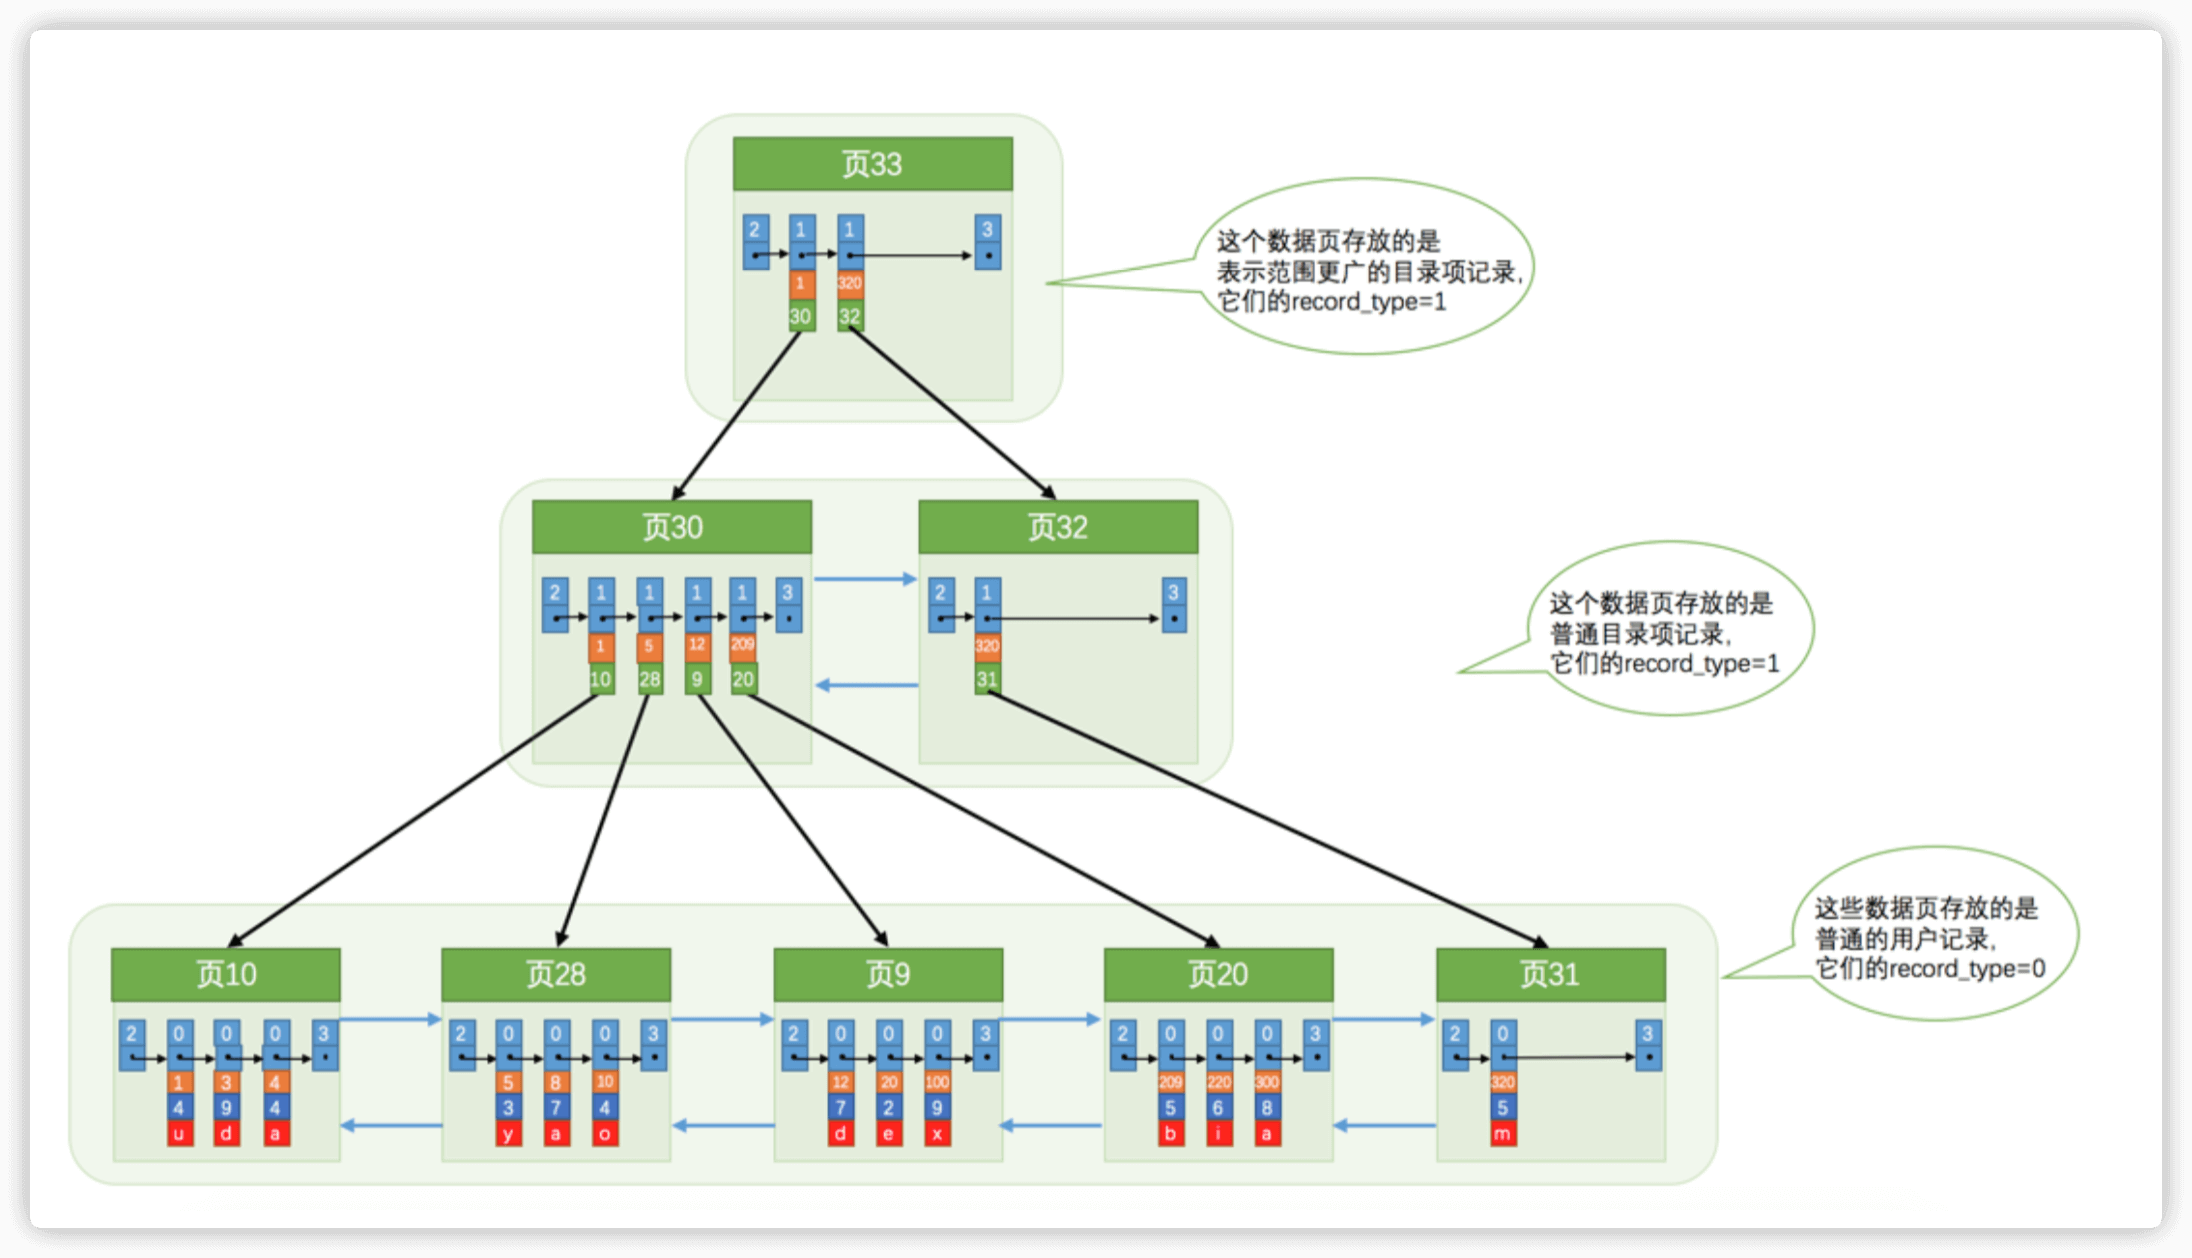 页33
2 1 1 3
1 320
30 32
这个数据页存放的是
表示范围更广的目录项记录,
它们的record_type=1
页30
2 1 1 1 1 3
1 5 12 209
10 28 9 20
页32
2 1 3
320
31
这个数据页存放的是
普通目录项记录,
它们的record_type=1
这些数据页存放的是
普通的用户记录,
它们的record_type=0
页10
2 0 0 0 3
1 3 4
4 9 4
u d a
页28
2 0 0 0 3
5 8 10
3 7 4
y a o
页9
2 0 0 0 3
12 20 100
7 2 9
d e x
页20
2 0 0 0 3
209 220 300
5 6 8
b i a
页31
2 0 3
320
5
m